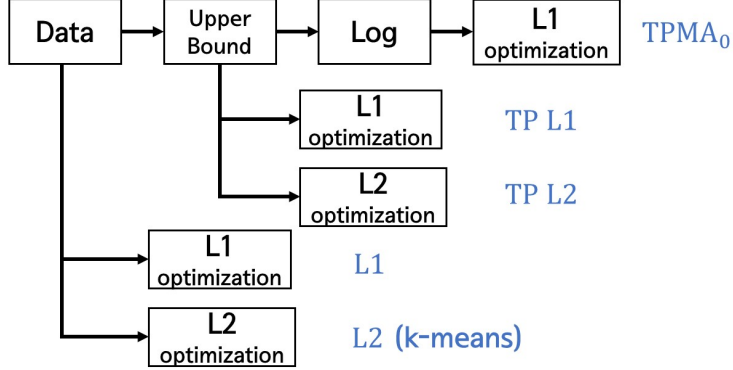 Data
Upper
Bound
Log
L1
optimization
TPMA₀
L1
optimization
TP L1
L2
optimization
TP L2
L1
optimization
L1
L2
optimization
L2 (k-means)